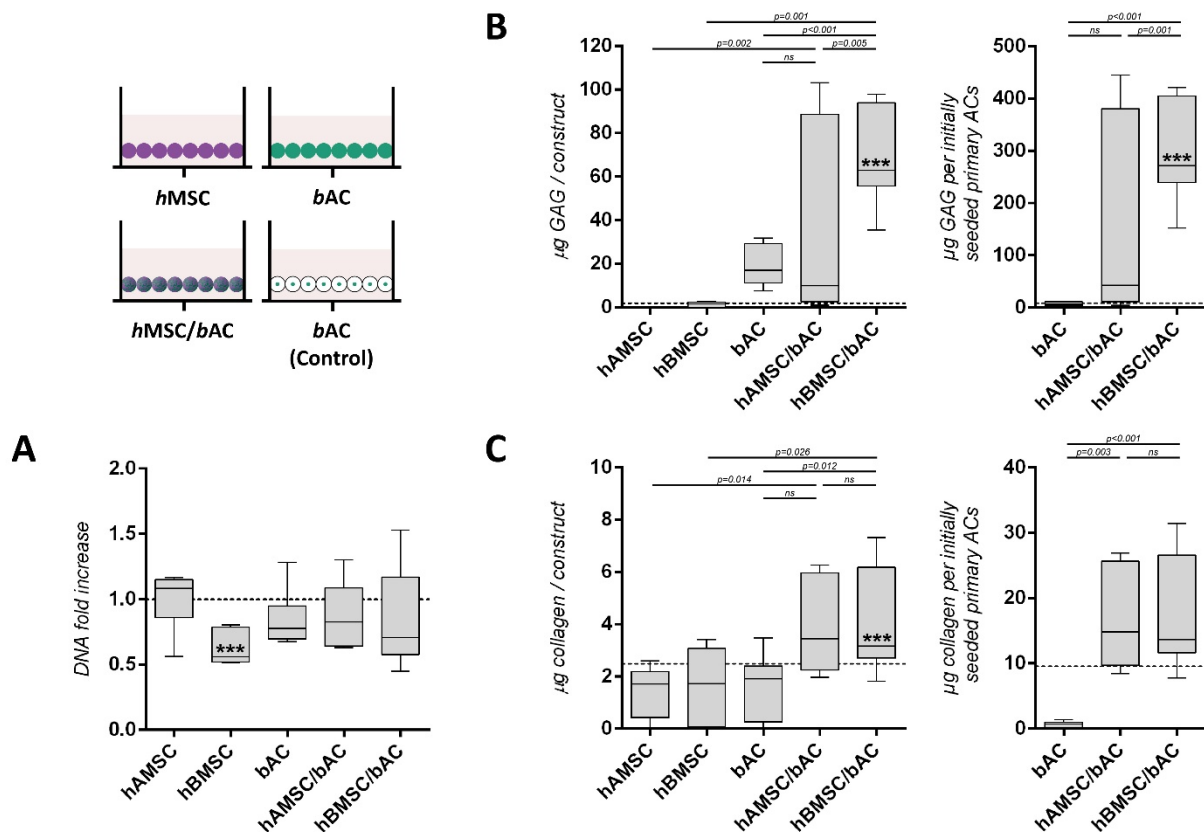 hMSC
bAC
hMSC/bAC
bAC
(Control)
B
p=0.001
p<0.001
p=0.002
p=0.005
ns
120
100
80
60
40
20
0
µg GAG / construct
***
hAMSC
hBMSC
bAC
hAMSC/bAC
hBMSC/bAC
p<0.001
ns
p=0.001
500
400
300
200
100
0
µg GAG per initially
seeded primary ACs
***
bAC
hAMSC/bAC
hBMSC/bAC
A
2.0
1.5
1.0
0.5
0.0
DNA fold increase
***
hAMSC
hBMSC
bAC
hAMSC/bAC
hBMSC/bAC
C
p=0.026
p=0.012
p=0.014
ns
ns
6
4
2
0
µg collagen / construct
***
hAMSC
hBMSC
bAC
hAMSC/bAC
hBMSC/bAC
p<0.001
p=0.003
ns
40
30
20
10
0
µg collagen per initially
seeded primary ACs
bAC
hAMSC/bAC
hBMSC/bAC